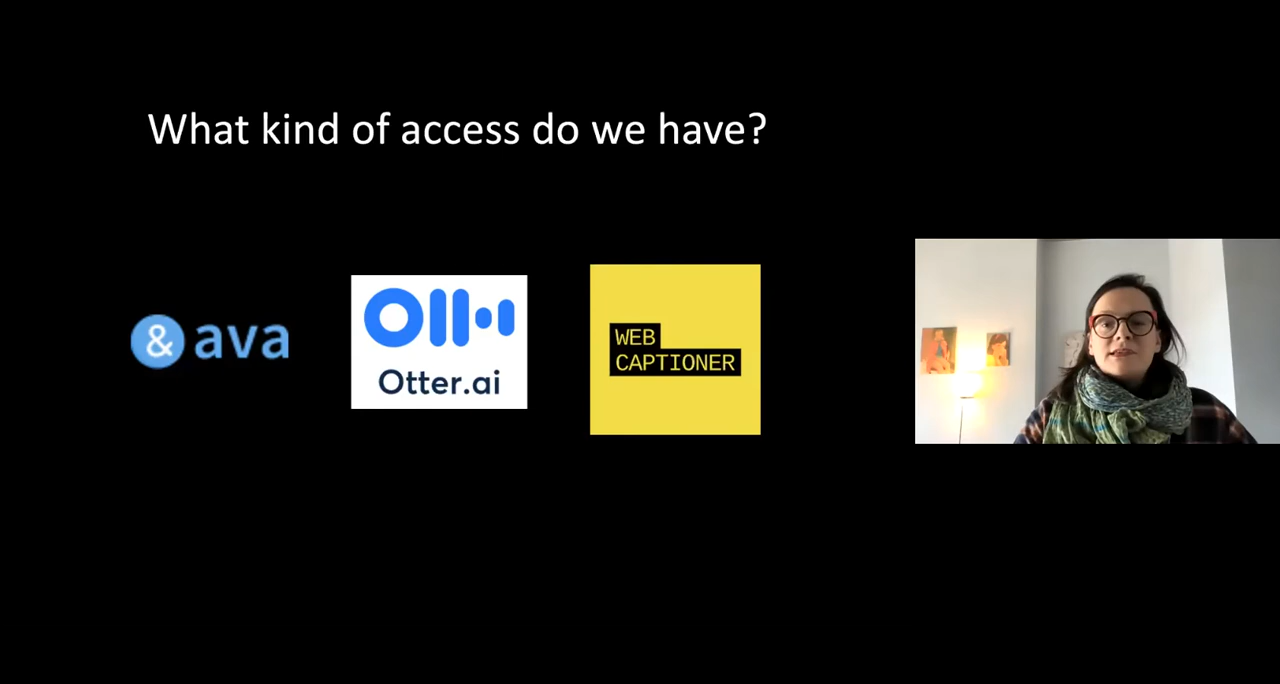 What kind of access do we have?
& ava
Otter.ai
WEB
CAPTIONER